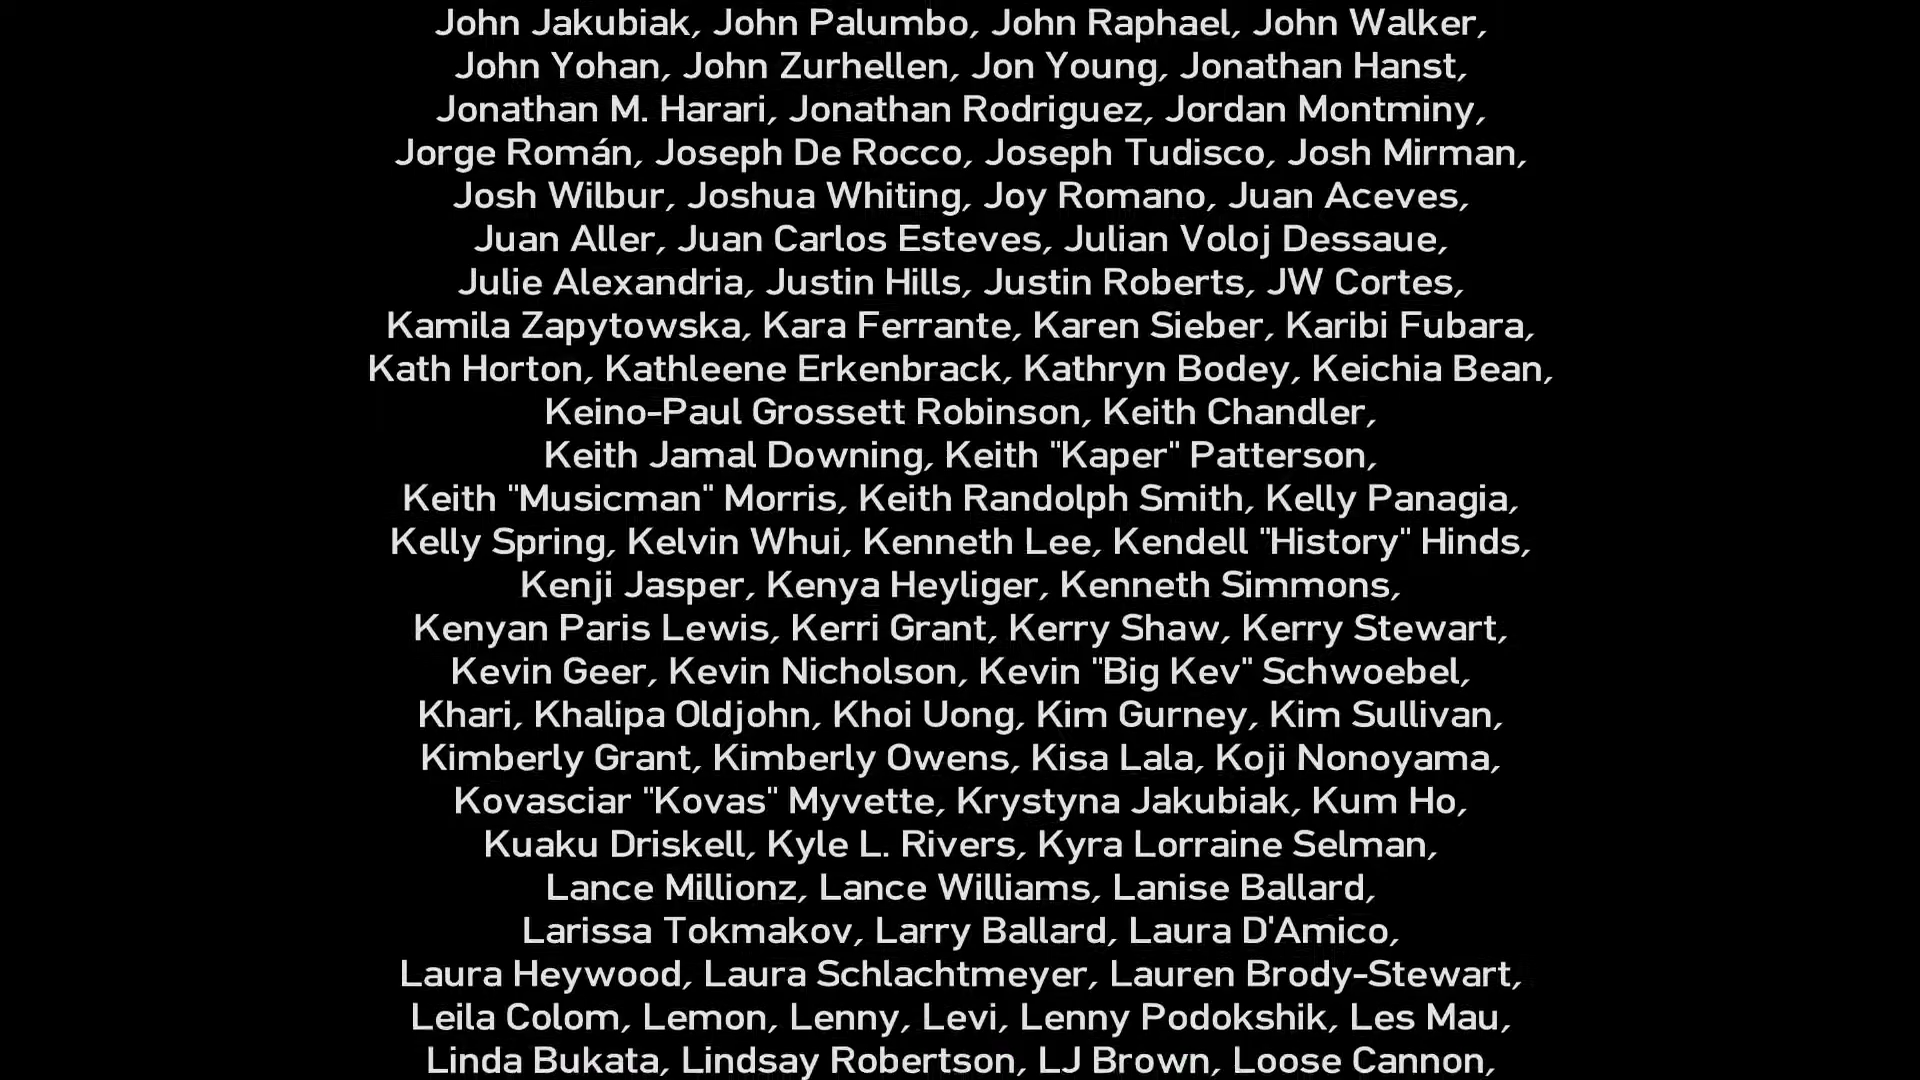 John Jakubiak, John Palumbo, John Raphael, John Walker,
John Yohan, John Zurhellen, Jon Young, Jonathan Hanst,
Jonathan M. Harari, Jonathan Rodriguez, Jordan Montminy,
Jorge Román, Joseph De Rocco, Joseph Tudisco, Josh Mirman,
Josh Wilbur, Joshua Whiting, Joy Romano, Juan Aceves,
Juan Aller, Juan Carlos Esteves, Julian Voloj Dessaue,
Julie Alexandria, Justin Hills, Justin Roberts, JW Cortes,
Kamila Zapytowska, Kara Ferrante, Karen Sieber, Karibi Fubara,
Kath Horton, Kathleene Erkenbrack, Kathryn Bodey, Keichia Bean,
Keino-Paul Grossett Robinson, Keith Chandler,
Keith Jamal Downing, Keith "Kaper" Patterson,
Keith "Musicman" Morris, Keith Randolph Smith, Kelly Panagia,
Kelly Spring, Kelvin Whui, Kenneth Lee, Kendell "History" Hinds,
Kenji Jasper, Kenya Heyliger, Kenneth Simmons,
Kenyan Paris Lewis, Kerri Grant, Kerry Shaw, Kerry Stewart,
Kevin Geer, Kevin Nicholson, Kevin "Big Kev" Schwoebel,
Khari, Khalipa Oldjohn, Khoi Uong, Kim Gurney, Kim Sullivan,
Kimberly Grant, Kimberly Owens, Kisa Lala, Koji Nonoyama,
Kovasciar "Kovas" Myvette, Krystyna Jakubiak, Kum Ho,
Kuaku Driskell, Kyle L. Rivers, Kyra Lorraine Selman,
Lance Millionz, Lance Williams, Lanise Ballard,
Larissa Tokmakov, Larry Ballard, Laura D'Amico,
Laura Heywood, Laura Schlachtmeyer, Lauren Brody-Stewart,
Leila Colom, Lemon, Lenny, Levi, Lenny Podokshik, Les Mau,
Linda Bukata, Lindsay Robertson, LJ Brown, Loose Cannon,